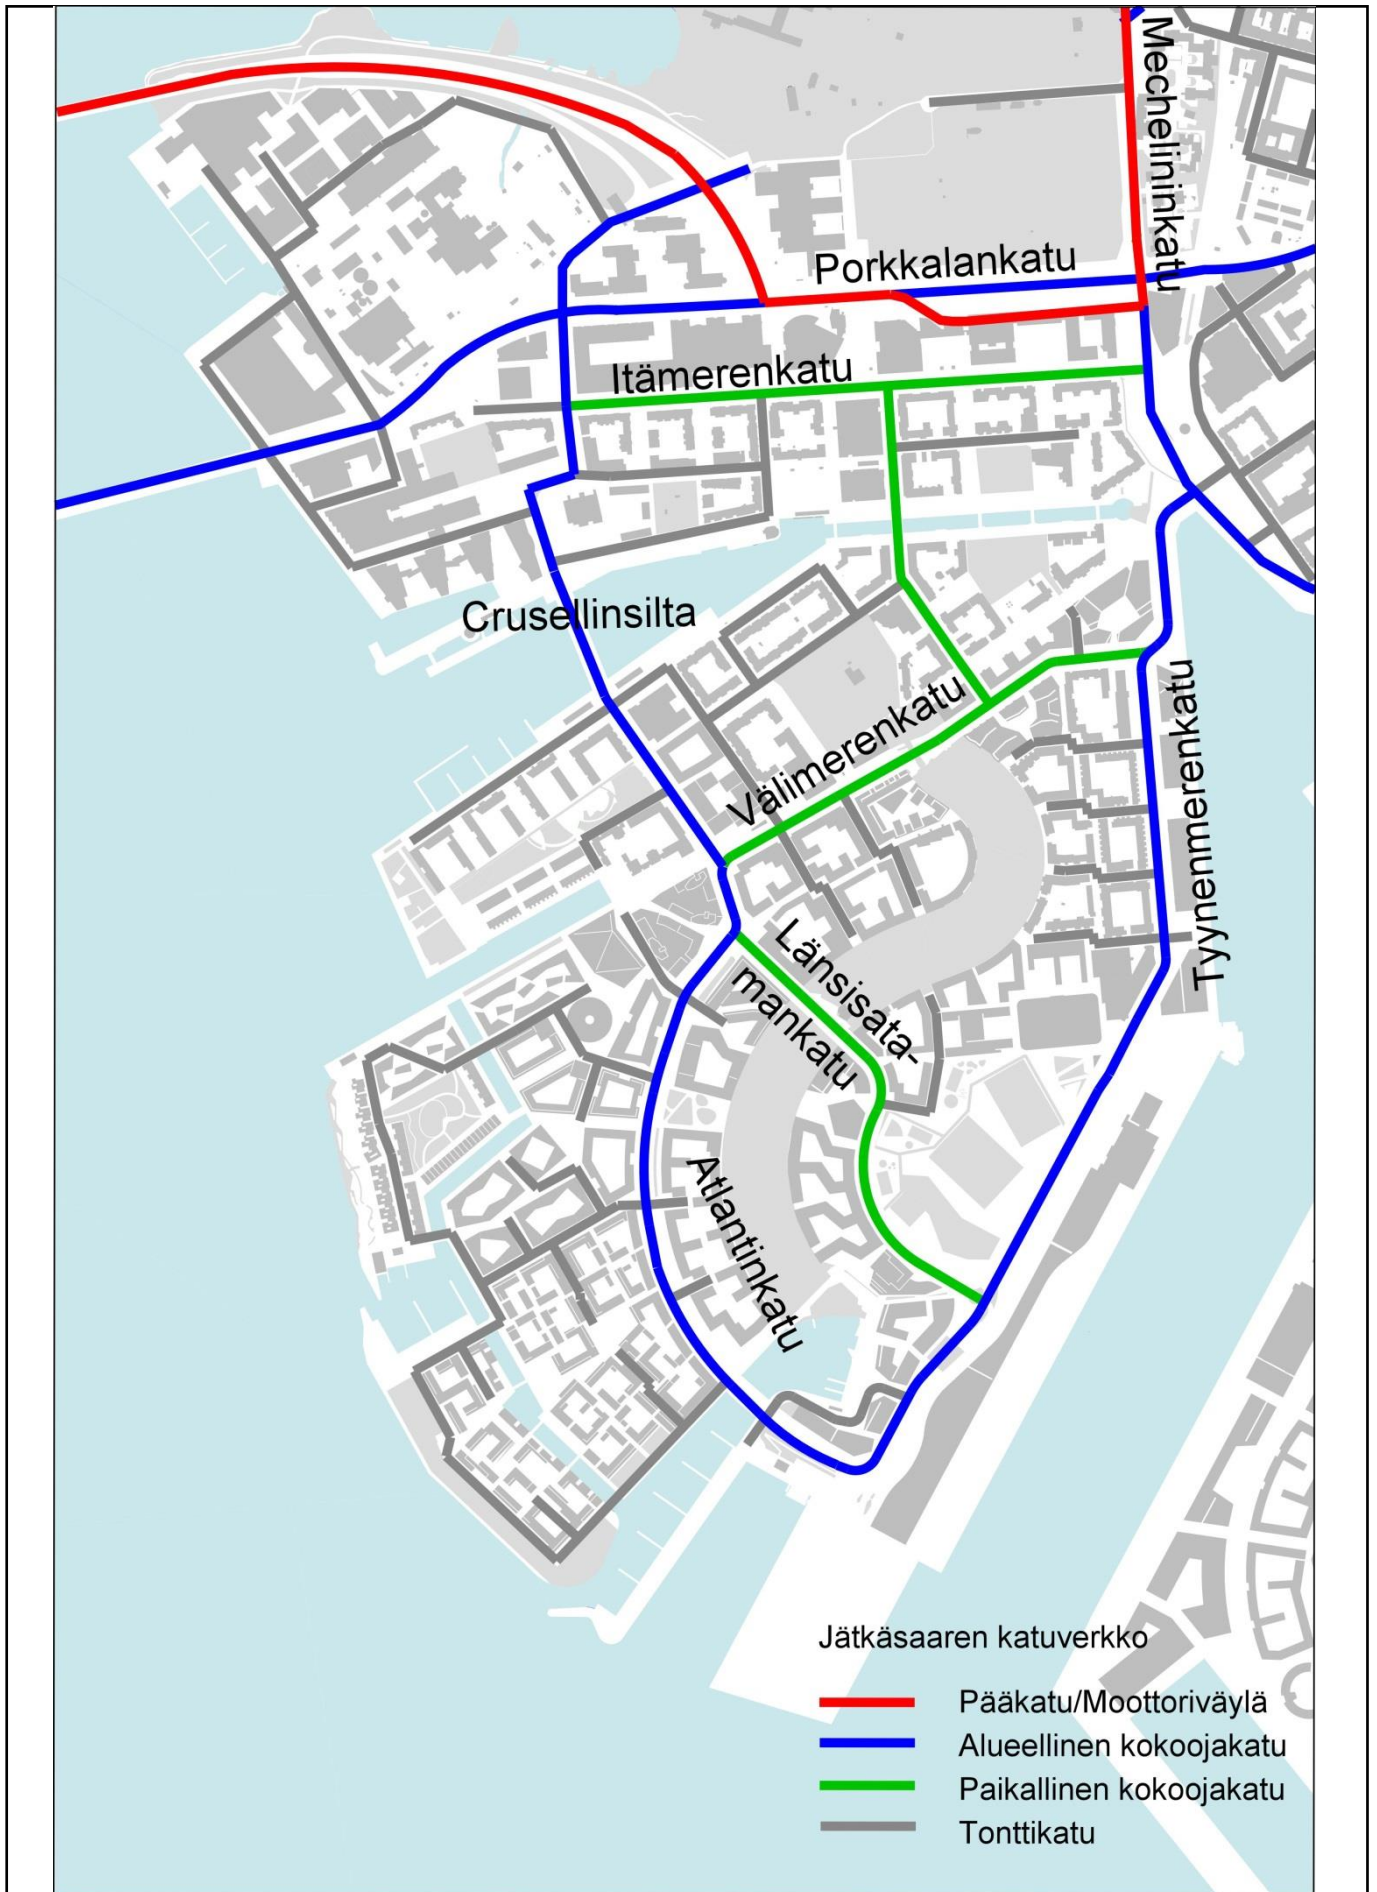 Mechelininkatu
Porkkalankatu
Itämerenkatu
Crusellinsilta
Välimerenkatu
Tyynenmerenkatu
Länsisata-
mankatu
Atlantinkatu
Jätkäsaaren katuverkko
Pääkatu/Moottoriväylä
Alueellinen kokoojakatu
Paikallinen kokoojakatu
Tonttikatu